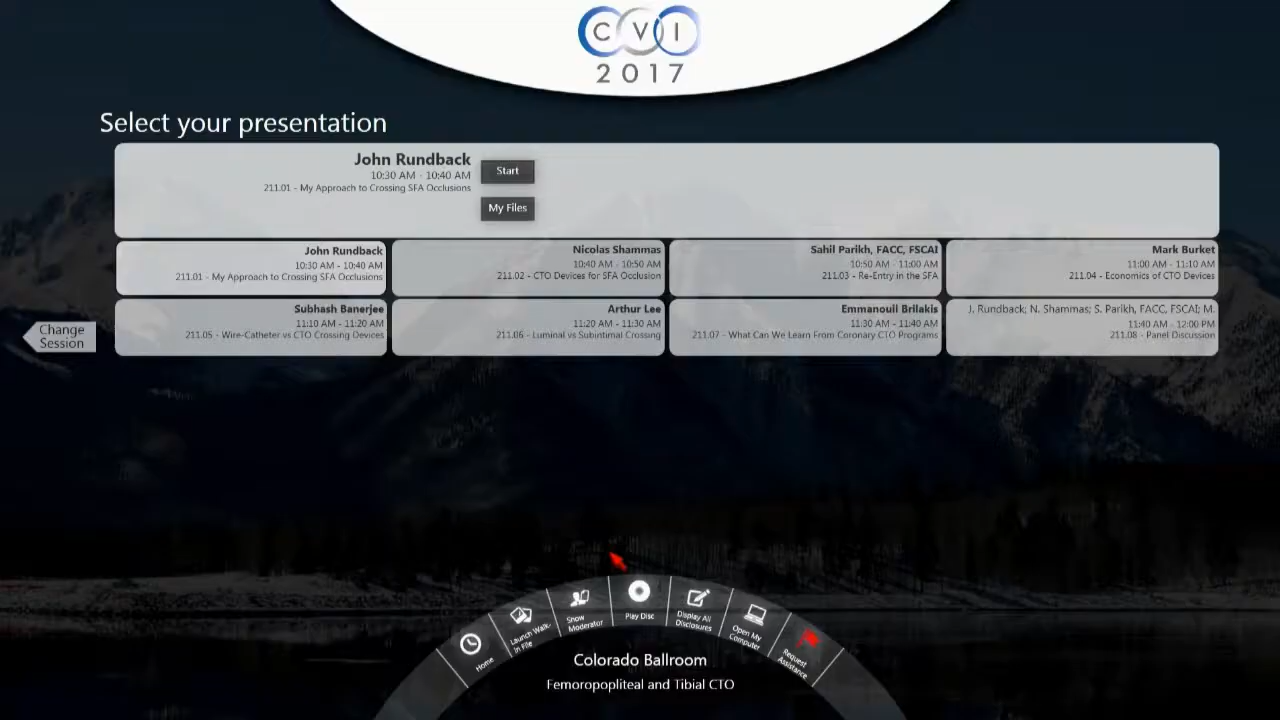 CVI
2017
Select your presentation
John Rundback
10:30 AM - 10:40 AM
211.01 - My Approach to Crossing SFA Occlusions
Start
My Files
John Rundback
10:30 AM - 10:40 AM
211.01 - My Approach to Crossing SFA Occlusions
Nicolas Shammas
10:40 AM - 10:50 AM
211.02 - CTO Devices for SFA Occlusion
Sahil Parikh, FACC, FSCAI
10:50 AM - 11:00 AM
211.03 - Re-Entry in the SFA
Mark Burket
11:00 AM - 11:10 AM
211.04 - Economics of CTO Devices
Subhash Banerjee
11:10 AM - 11:20 AM
211.05 - Wire-Catheter vs CTO Crossing Devices
Arthur Lee
11:20 AM - 11:30 AM
211.06 - Luminal vs Subintimal Crossing
Emmanouil Brilakis
11:30 AM - 11:40 AM
211.07 - What Can We Learn From Coronary CTO Programs
J. Rundback; N. Shammas; S. Parikh, FACC, FSCAI; M.
11:40 AM - 12:00 PM
211.08 - Panel Discussion
Change
Session
Home
Launch Walk-
In File
Show
Moderator
Play Disc
Display All
Disclosures
Open My
Computer
Request
Assistance
Colorado Ballroom
Femoropopliteal and Tibial CTO